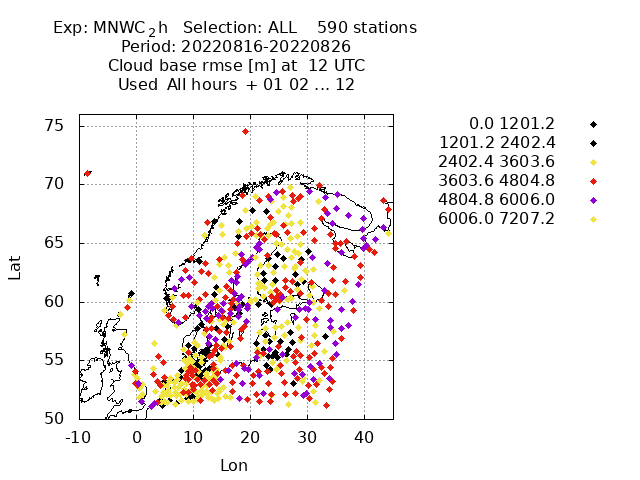 Exp: MNWC2h Selection: ALL 590 stations
Period: 20220816-20220826
Cloud base rmse [m] at 12 UTC
Used All hours + 01 02 ... 12
0.0 1201.2
1201.2 2402.4
2402.4 3603.6
3603.6 4804.8
4804.8 6006.0
6006.0 7207.2
75
70
65
60
55
50
Lat
-10 0 10 20 30 40
Lon